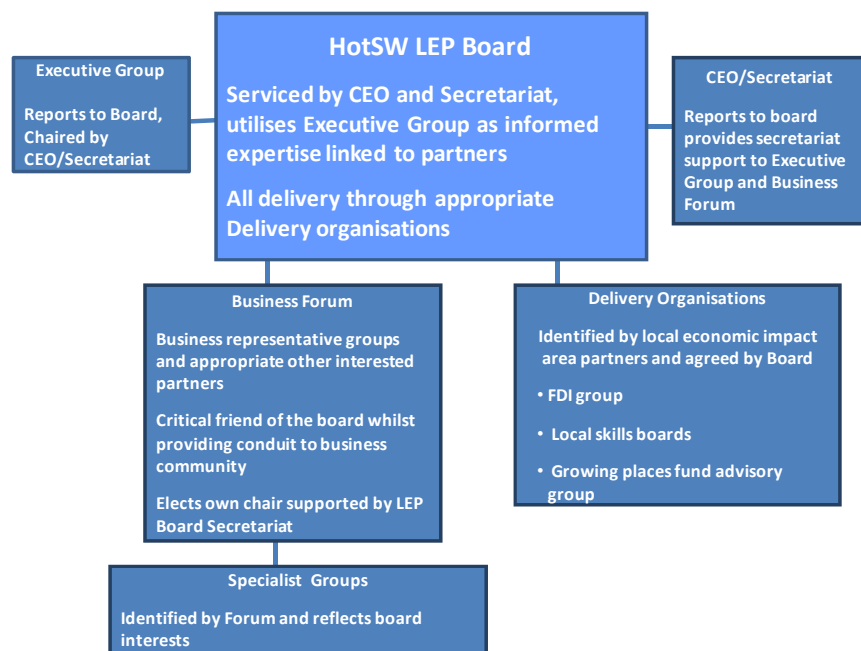 HotSW LEP Board
Serviced by CEO and Secretariat,
utilises Executive Group as informed
expertise linked to partners
All delivery through appropriate
Delivery organisations
Executive Group
Reports to Board,
Chaired by
CEO/Secretariat
CEO/Secretariat
Reports to board
provides secretariat
support to Executive
Group and Business
Forum
Business Forum
Business representative groups
and appropriate other interested
partners
Critical friend of the board whilst
providing conduit to business
community
Elects own chair supported by LEP
Board Secretariat
Delivery Organisations
Identified by local economic impact
area partners and agreed by Board
• FDI group
• Local skills boards
• Growing places fund advisory
group
Specialist Groups
Identified by Forum and reflects board
interests